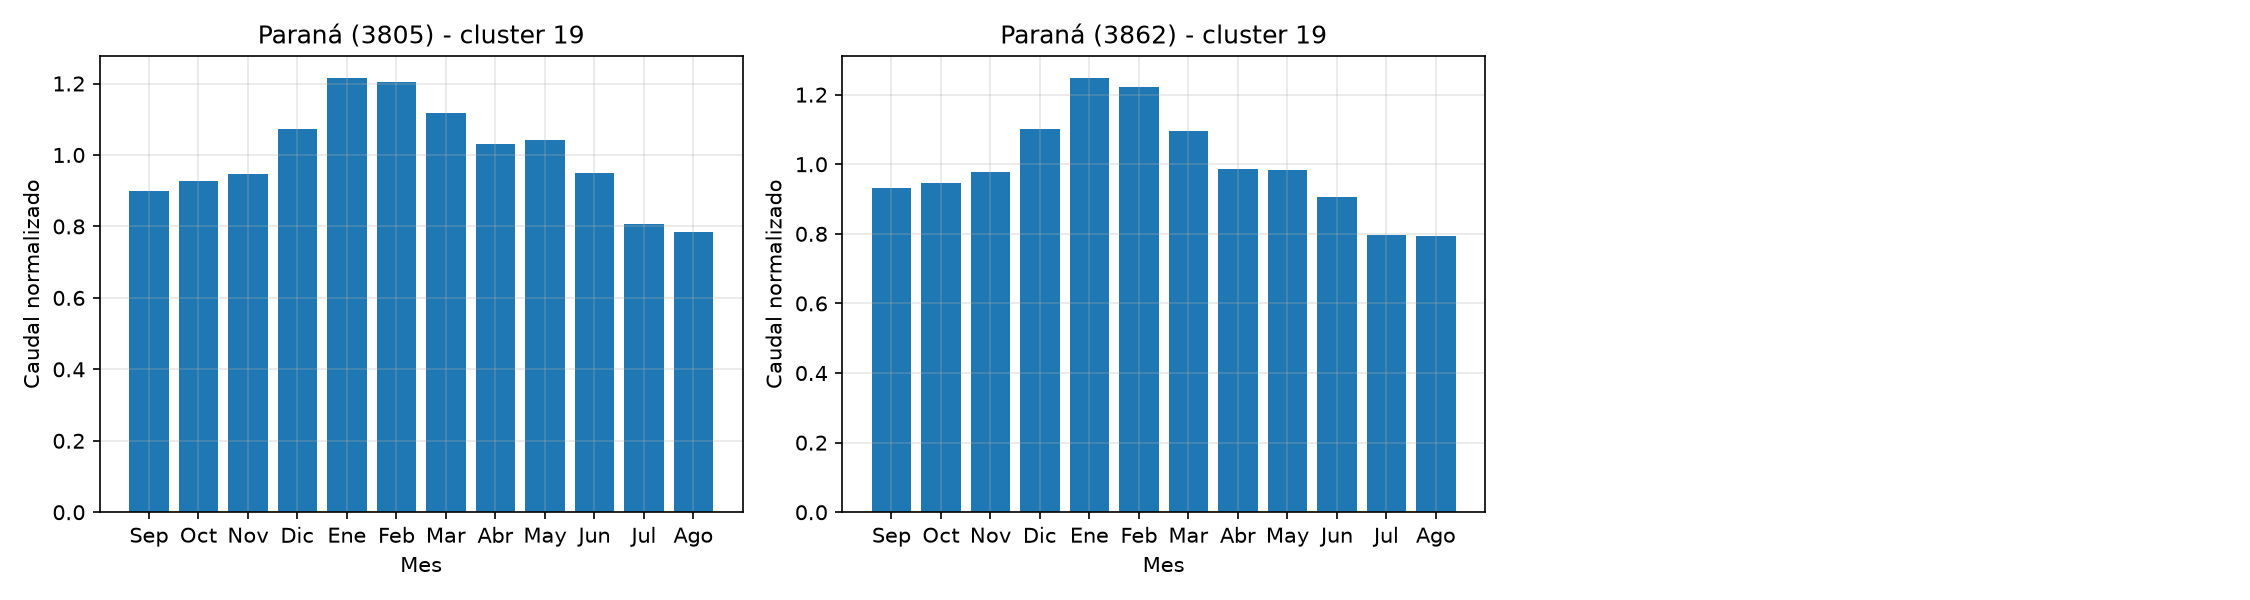 Paraná (3805) - cluster 19
Caudal normalizado
1.2
1.0
0.8
0.6
0.4
0.2
0.0
Sep Oct Nov Dic Ene Feb Mar Abr May Jun Jul Ago
Mes
Paraná (3862) - cluster 19
Caudal normalizado
1.2
1.0
0.8
0.6
0.4
0.2
0.0
Sep Oct Nov Dic Ene Feb Mar Abr May Jun Jul Ago
Mes